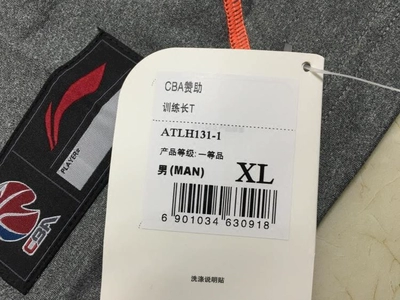 CBA赞助
训练长T
ATLH131-1
产品等级:一等品
男(MAN) XL
6 901034 630918
洗涤说明贴
PLAYER#
CBA